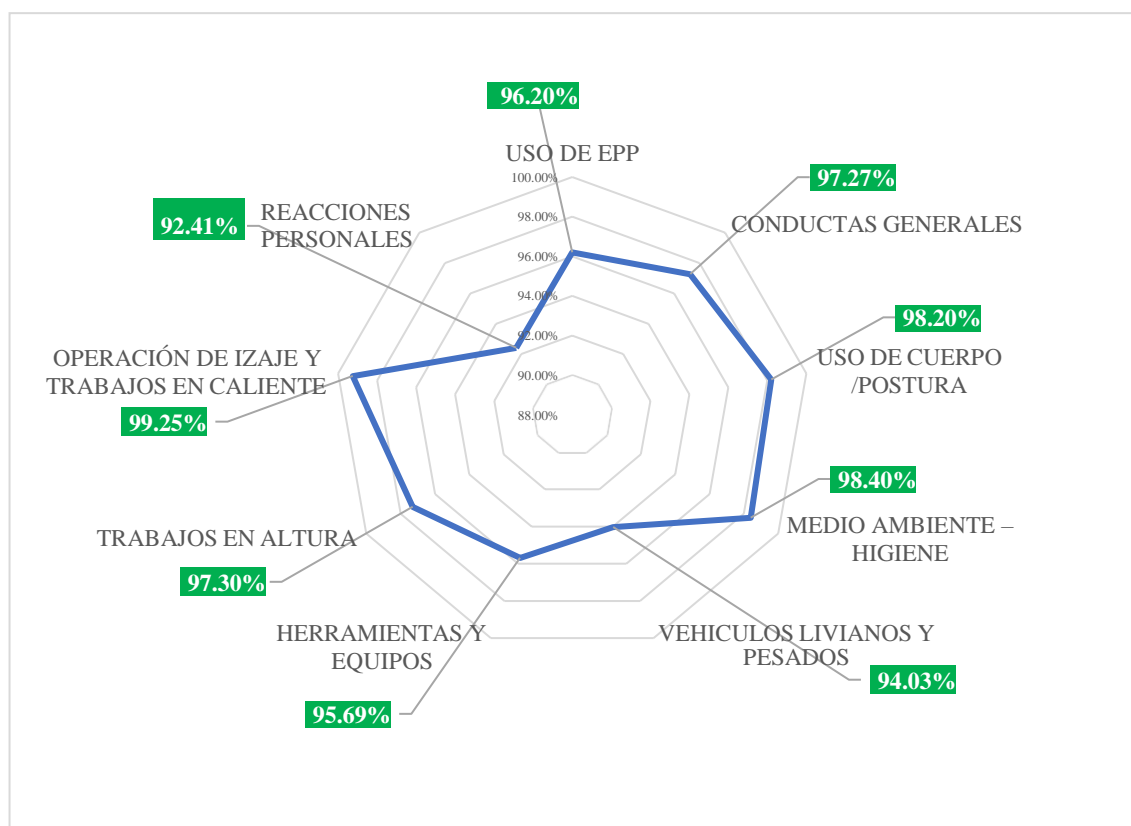 96.20%
USO DE EPP
97.27%
CONDUCTAS GENERALES
98.20%
USO DE CUERPO
/POSTURA
98.40%
MEDIO AMBIENTE –
HIGIENE
VEHICULOS LIVIANOS Y
PESADOS
94.03%
HERRAMIENTAS Y
EQUIPOS
95.69%
TRABAJOS EN ALTURA
97.30%
OPERACIÓN DE IZAJE Y
TRABAJOS EN CALIENTE
99.25%
REACCIONES
PERSONALES
92.41%
100.00%
98.00%
96.00%
94.00%
92.00%
90.00%
88.00%